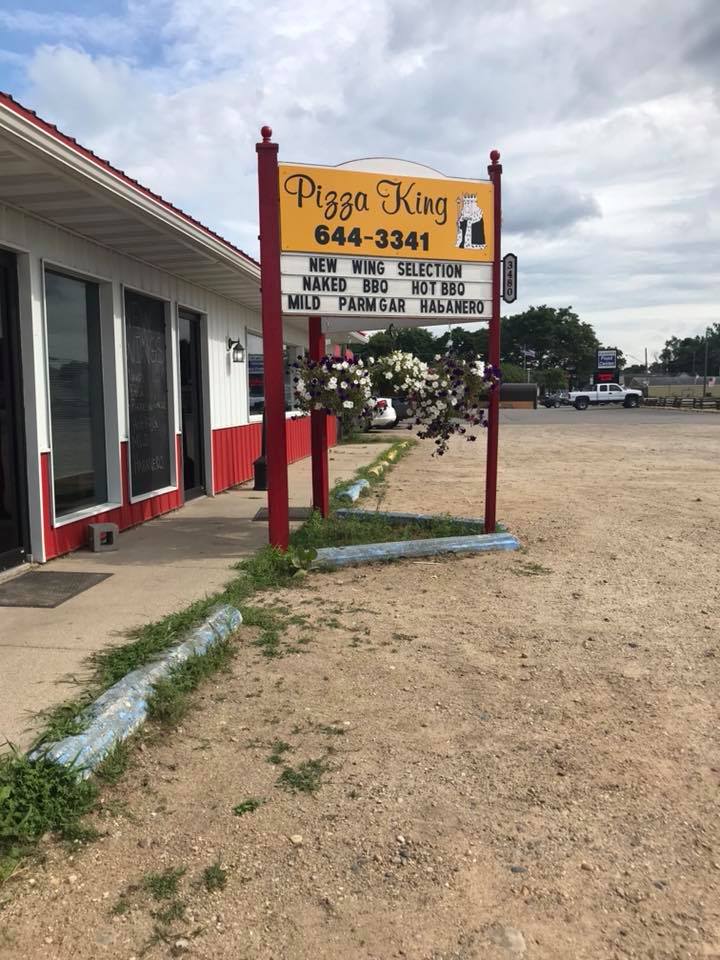 Pizza King
644-3341
NEW WING SELECTION
NAKED BBQ HOT BBQ
MILD PARMGAR HAbANERO
3480